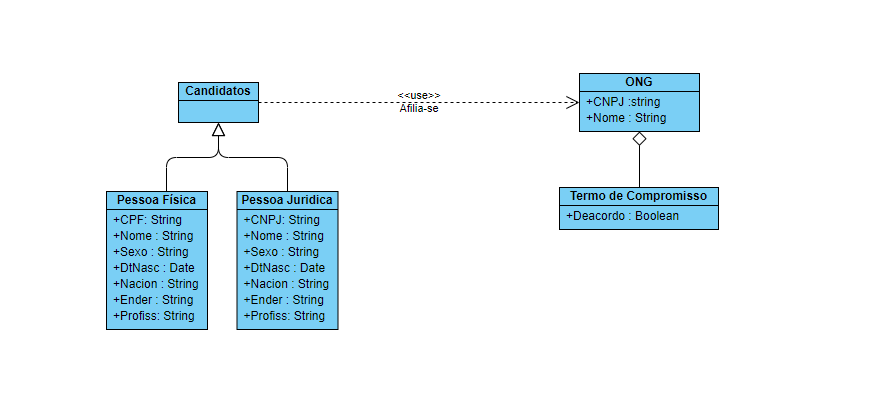 Candidatos
<<use>>
Afilia-se
ONG
+CNPJ :string
+Nome : String
Termo de Compromisso
+Deacordo : Boolean
Pessoa Física
+CPF: String
+Nome : String
+Sexo : String
+DtNasc : Date
+Nacion : String
+Ender : String
+Profiss: String
Pessoa Juridica
+CNPJ: String
+Nome : String
+Sexo : String
+DtNasc : Date
+Nacion : String
+Ender : String
+Profiss: String